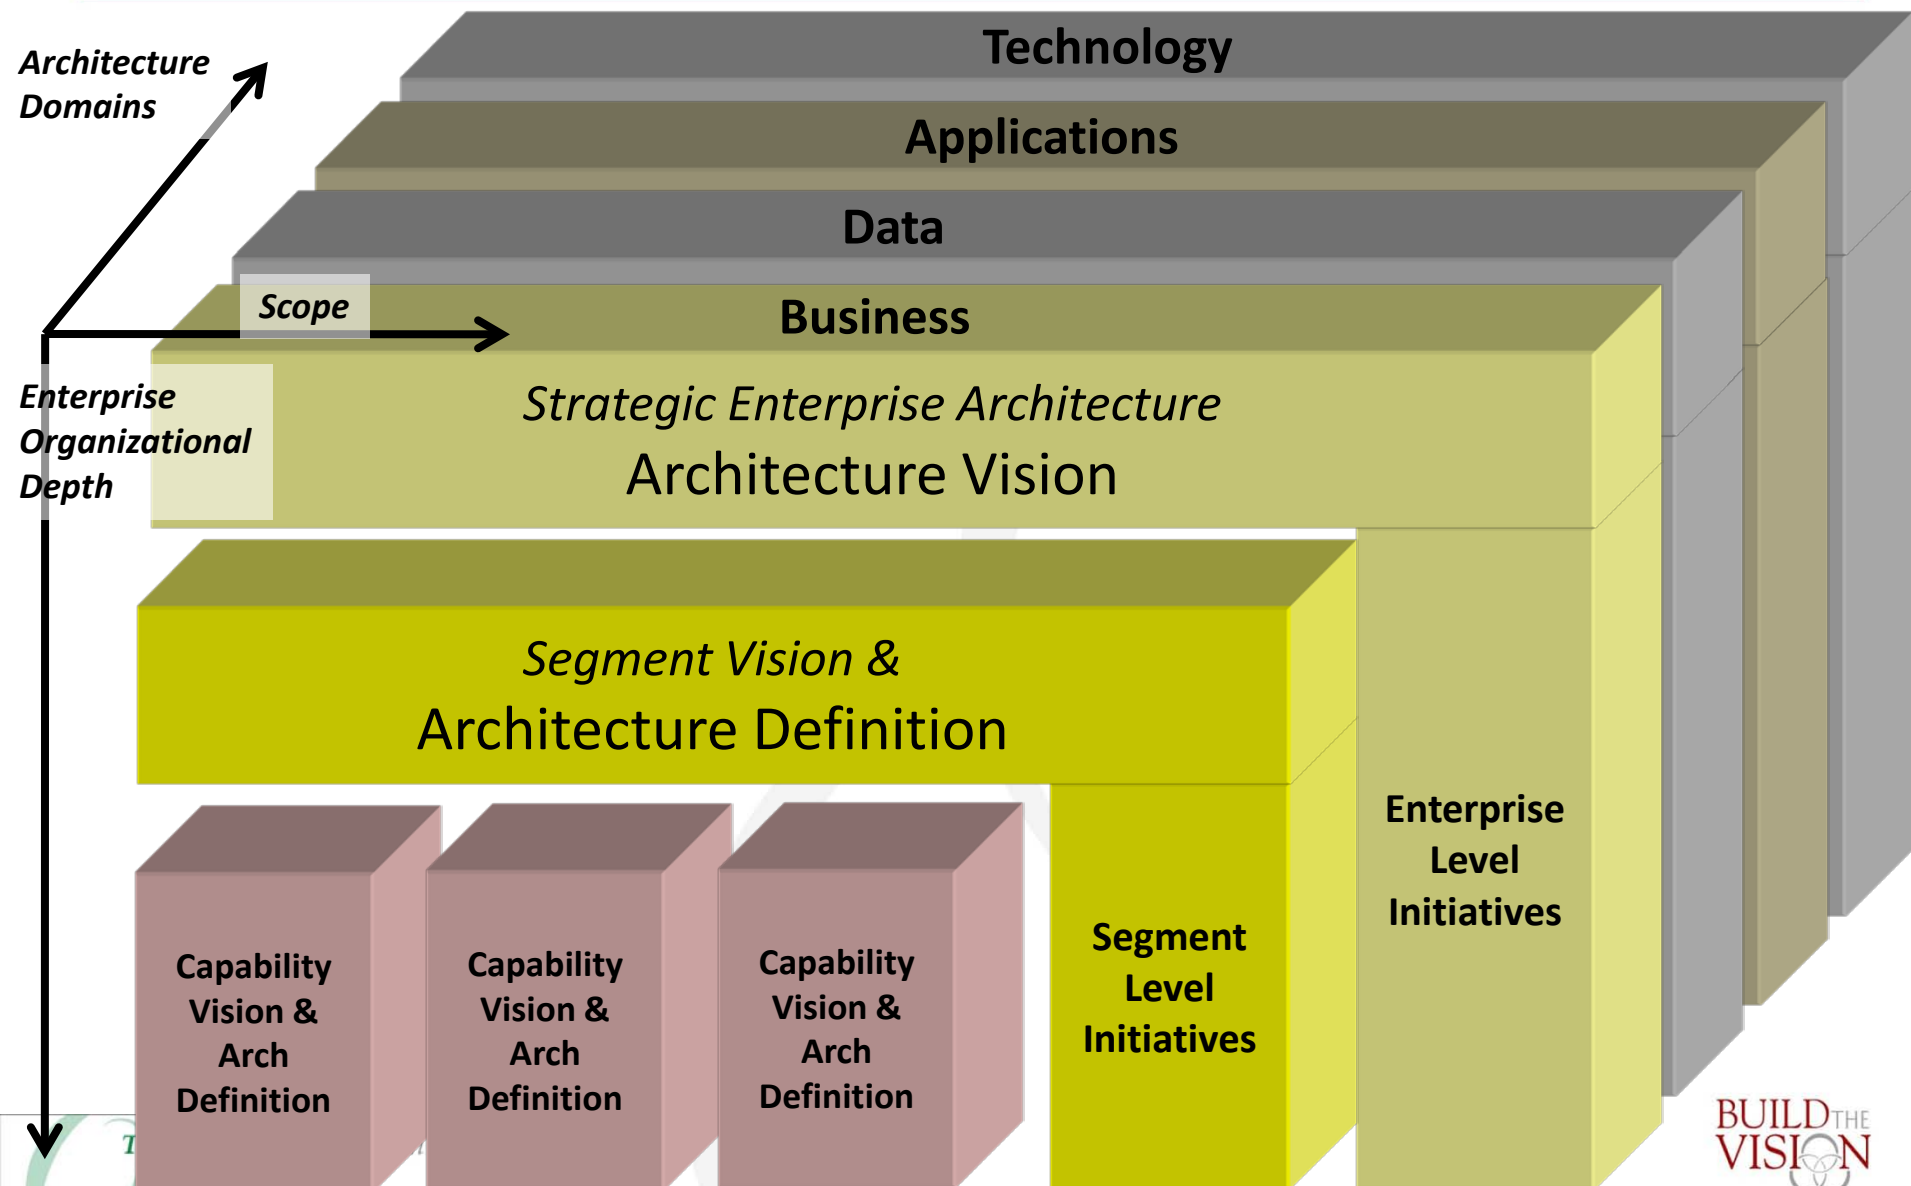 Architecture
Domains
Technology
Applications
Data
Scope
Business
Enterprise
Organizational
Depth
Strategic Enterprise Architecture
Architecture Vision
Segment Vision &
Architecture Definition
Enterprise
Level
Initiatives
Segment
Level
Initiatives
Capability
Vision &
Arch
Definition
Capability
Vision &
Arch
Definition
Capability
Vision &
Arch
Definition
BUILD THE
VISION